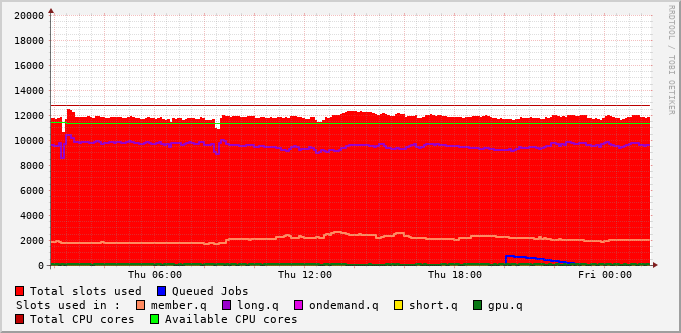 20000
18000
16000
14000
12000
10000
8000
6000
4000
2000
0
Thu 06:00 Thu 12:00 Thu 18:00 Fri 00:00
Total slots used Queued Jobs
Slots used in : member.q long.q ondemand.q short.q gpu.q
Total CPU cores Available CPU cores
RRDTOOL / TOBI OETIKER